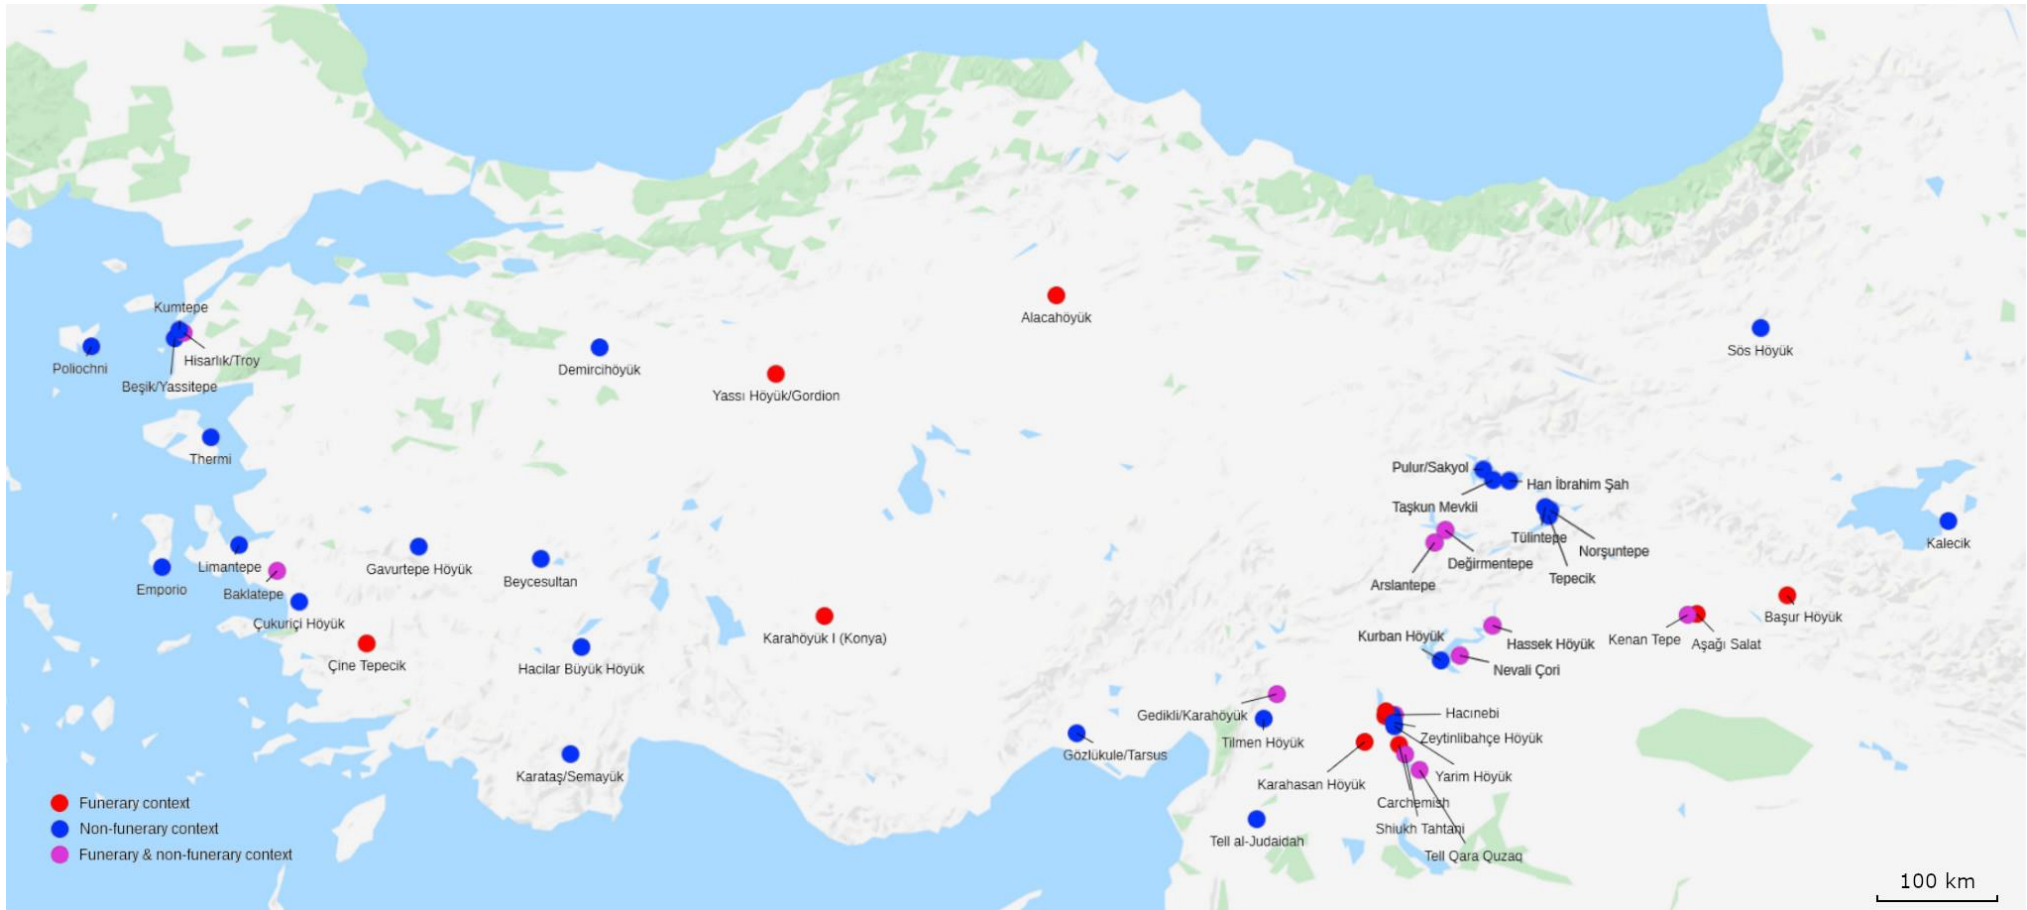 Kumtepe
Poliochni
Hisarlık/Troy
Beşik/Yassitepe
Demircihöyük
Yassı Höyük/Gordion
Alacahöyük
Sös Höyük
Thermi
Pulur/Sakyol
Han İbrahim Şah
Taşkun Mevkii
Tülintepe
Norşuntepe
Kalecik
Limantepe
Gavurtepe Höyük
Beycesultan
Değirmentepe
Tepecik
Arslantepe
Emporio
Baklatepe
Çukuriçi Höyük
Karahöyük I (Konya)
Kurban Höyük
Hassek Höyük
Kenan Tepe
Aşağı Salat
Başur Höyük
Çine Tepecik
Hacilar Büyük Höyük
Nevali Çori
Gedikli/Karahöyük
Hacınebi
Tilmen Höyük
Zeytinlibahçe Höyük
Gözlükule/Tarsus
Karataş/Semayük
Karahasan Höyük
Yarim Höyük
Carchemish
Shiukh Tahtani
Tell al-Judaidah
Tell Qara Quzaq
Funerary context
Non-funerary context
Funerary & non-funerary context
100 km